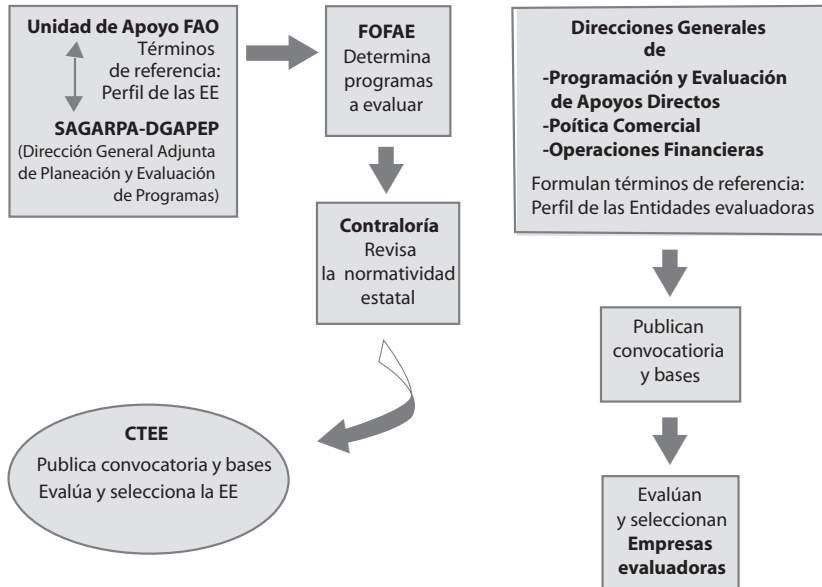 Unidad de Apoyo FAO
Términos
de referencia:
Perfil de las EE
SAGARPA-DGAPEP
(Dirección General Adjunta
de Planeación y Evaluación
de Programas)
FOFAE
Determina
programas
a evaluar
Contraloría
Revisa
la normatividad
estatal
CTEE
Publica convocatoria y bases
Evalúa y selecciona la EE
Direcciones Generales
de
-Programación y Evaluación
de Apoyos Directos
-Poítica Comercial
-Operaciones Financieras
Formulan términos de referencia:
Perfil de las Entidades evaluadoras
Publican
convocatioria
y bases
Evalúan
y seleccionan
Empresas
evaluadoras